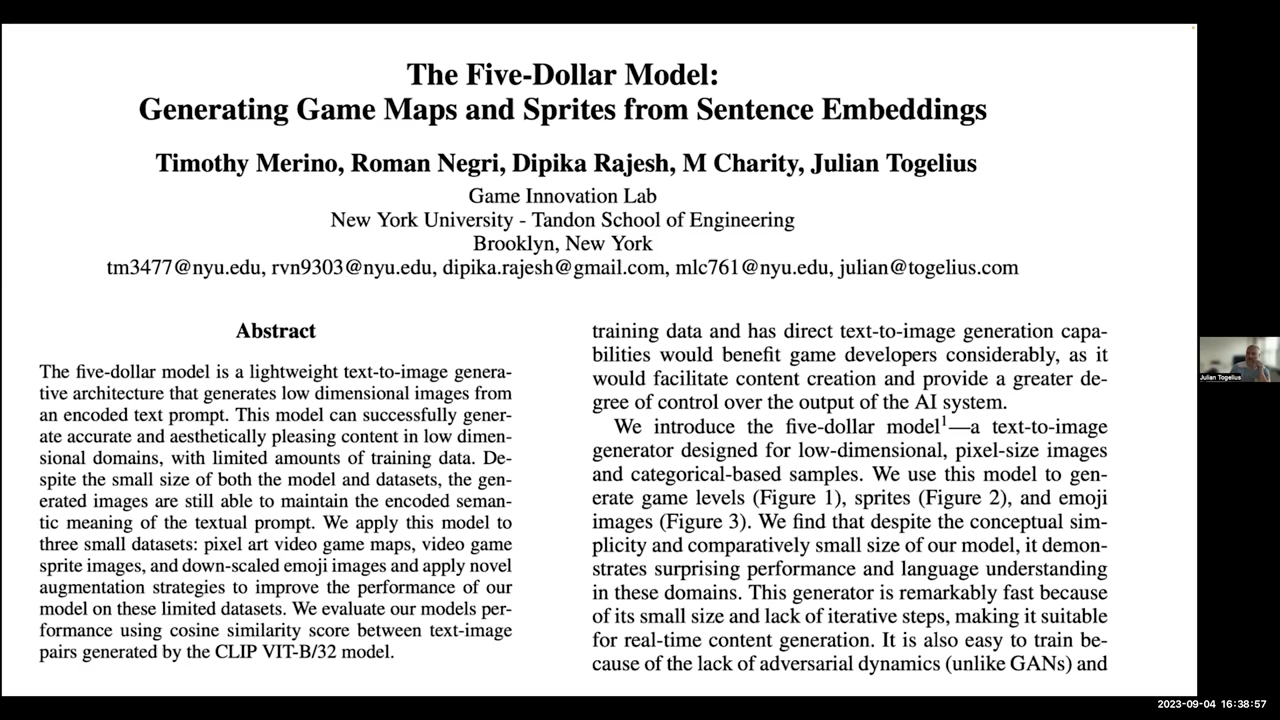 The Five-Dollar Model:
Generating Game Maps and Sprites from Sentence Embeddings
Timothy Merino, Roman Negri, Dipika Rajesh, M Charity, Julian Togelius
Game Innovation Lab
New York University - Tandon School of Engineering
Brooklyn, New York
tm3477@nyu.edu, rvn9303@nyu.edu, dipika.rajesh@gmail.com, mlc761@nyu.edu, julian@togelius.com
Abstract
The five-dollar model is a lightweight text-to-image genera-
tive architecture that generates low dimensional images from
an encoded text prompt. This model can successfully gener-
ate accurate and aesthetically pleasing content in low dimen-
sional domains, with limited amounts of training data. De-
spite the small size of both the model and datasets, the gen-
erated images are still able to maintain the encoded seman-
tic meaning of the textual prompt. We apply this model to
three small datasets: pixel art video game maps, video game
sprite images, and down-scaled emoji images and apply novel
augmentation strategies to improve the performance of our
model on these limited datasets. We evaluate our models per-
formance using cosine similarity score between text-image
pairs generated by the CLIP VIT-B/32 model.
training data and has direct text-to-image generation capa-
bilities would benefit game developers considerably, as it
would facilitate content creation and provide a greater de-
gree of control over the output of the AI system.
We introduce the five-dollar model1—a text-to-image
generator designed for low-dimensional, pixel-size images
and categorical-based samples. We use this model to gen-
erate game levels (Figure 1), sprites (Figure 2), and emoji
images (Figure 3). We find that despite the conceptual sim-
plicity and comparatively small size of our model, it demon-
strates surprising performance and language understanding
in these domains. This generator is remarkably fast because
of its small size and lack of iterative steps, making it suitable
for real-time content generation. It is also easy to train be-
cause of the lack of adversarial dynamics (unlike GANs) and
Julian Togelius
2023-09-04 16:38:57